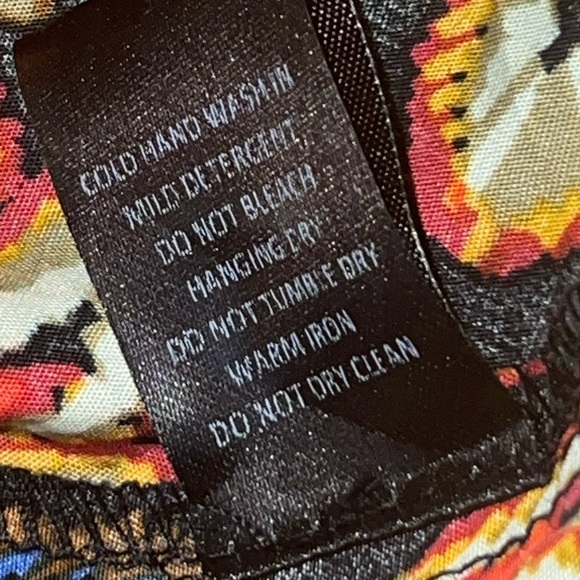 COLD HAND WASH IN
MILD DETERGENT
DO NOT BLEACH
HANGING DRY
DO NOT TUMBLE DRY
WARM IRON
DO NOT DRY CLEAN